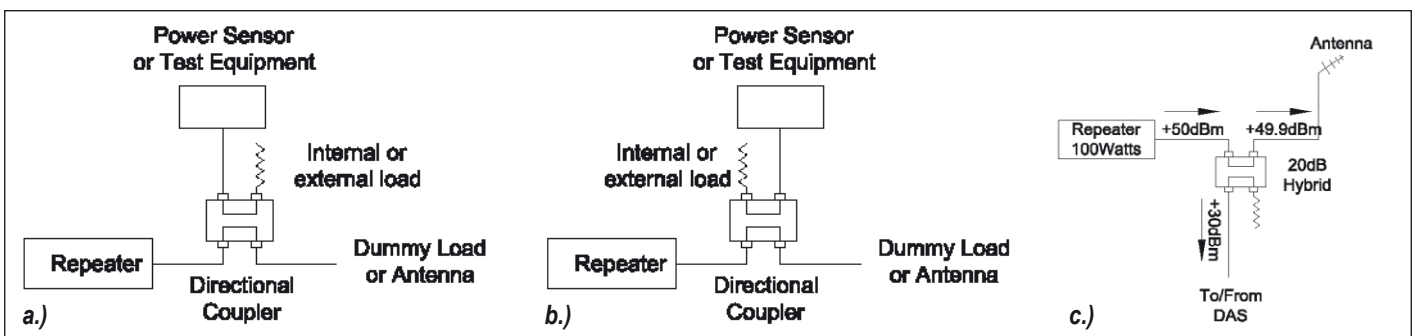 Power Sensor
or Test Equipment
Internal or
external load
Repeater
Dummy Load
or Antenna
Directional
Coupler
a.)
Power Sensor
or Test Equipment
Internal or
external load
Repeater
Dummy Load
or Antenna
Directional
Coupler
b.)
Antenna
Repeater
100Watts
+50dBm
+49.9dBm
20dB
Hybrid
+30dBm
To/From
DAS
c.)